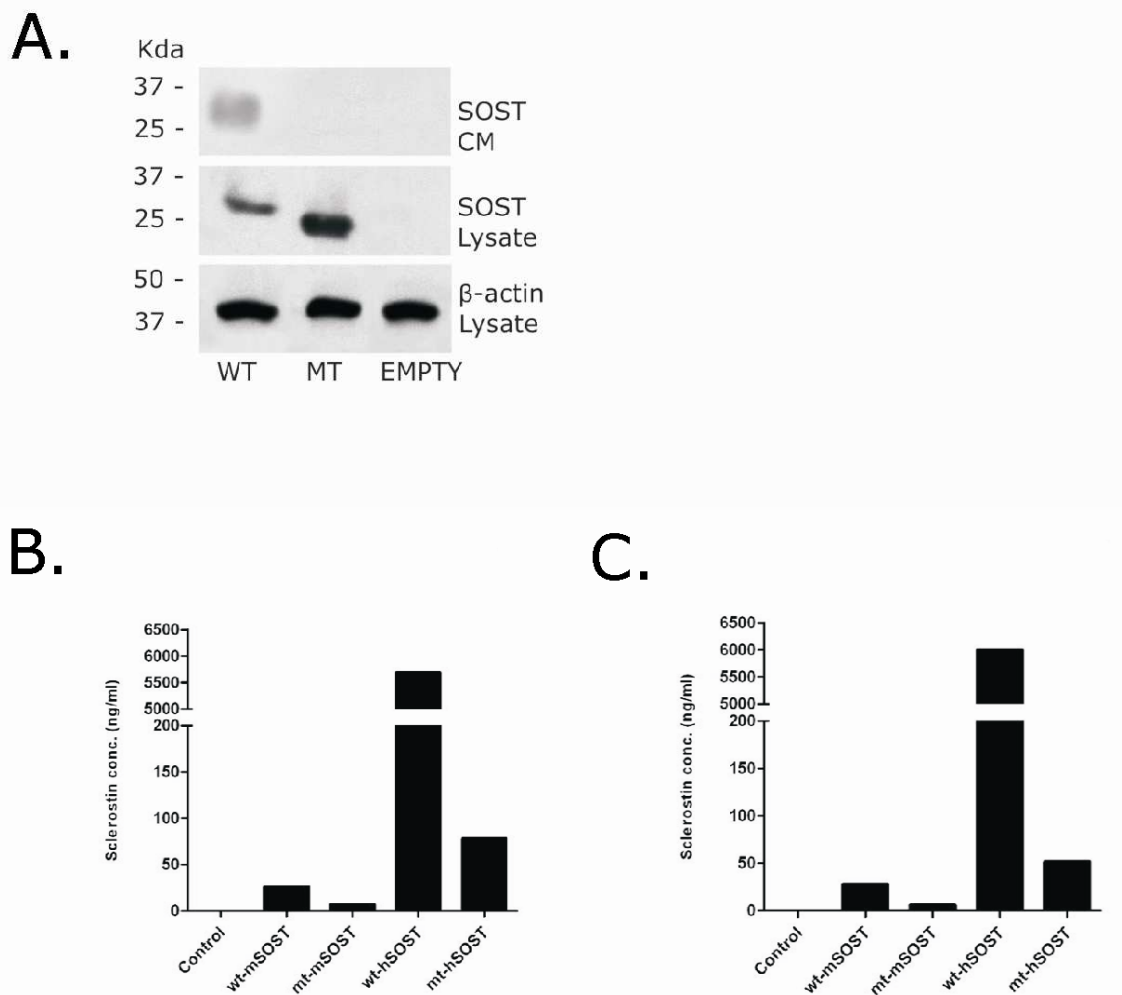 A.
Kda
37 -
25 -
SOST
CM
37 -
25 -
SOST
Lysate
50 -
37 -
β-actin
Lysate
WT MT EMPTY
B.
6500
6000
5500
5000
200
150
100
50
0
Sclerostin conc. (ng/ml)
Control
wt-mSOST
mt-mSOST
wt-hSOST
mt-hSOST
C.
6500
6000
5500
5000
200
150
100
50
0
Sclerostin conc. (ng/ml)
Control
wt-mSOST
mt-mSOST
wt-hSOST
mt-hSOST